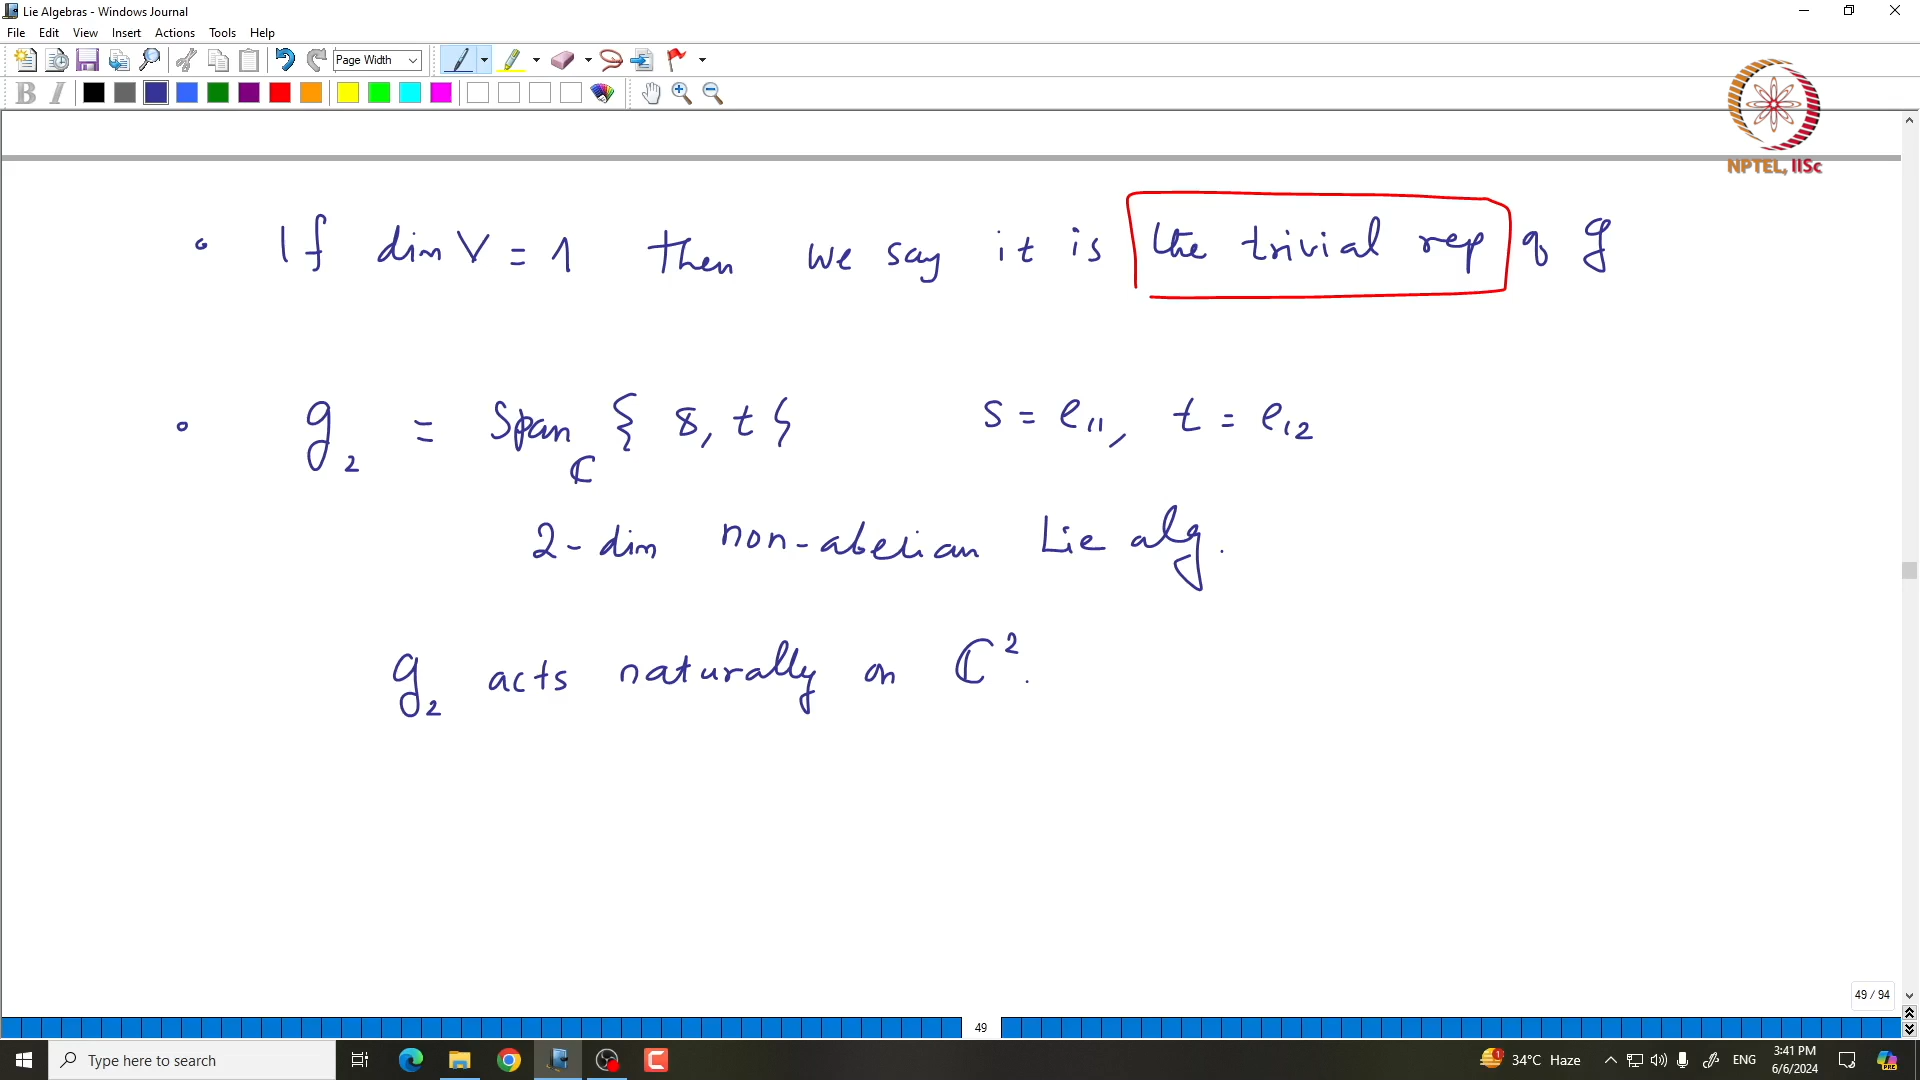 Lie Algebras - Windows Journal
File Edit View Insert Actions Tools Help
Page Width
B I
NPTEL, IISc
• If dim V = 1 then we say it is the trivial rep of g
• g₂ = Span_ℂ { s, t } s = e₁₁, t = e₁₂
2-dim non-abelian Lie alg.
g₂ acts naturally on ℂ².
49 / 94
49
Type here to search
34°C Haze
ENG
3:41 PM
6/6/2024